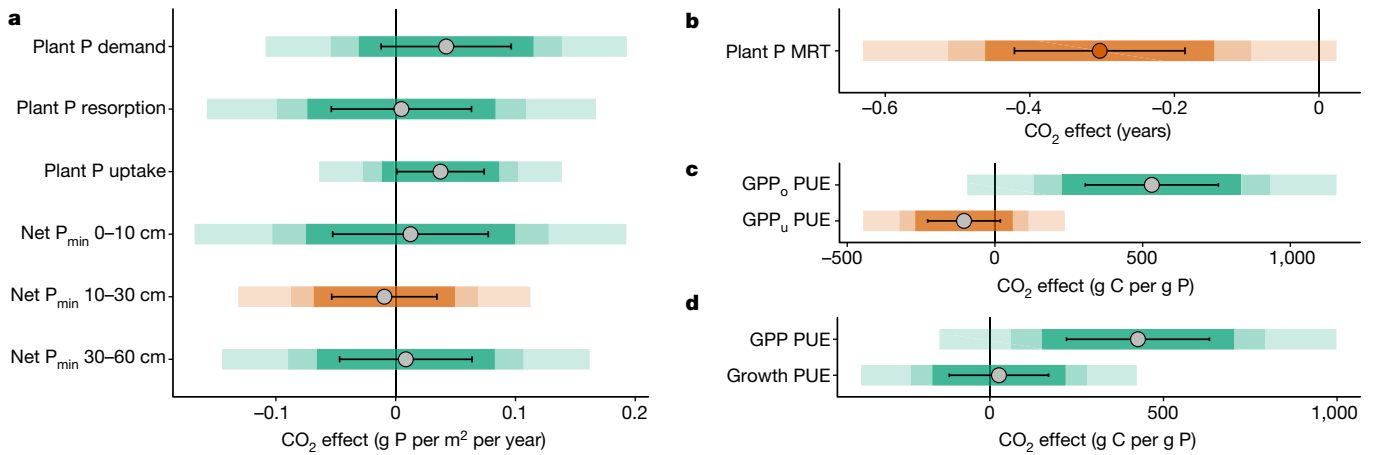 a
Plant P demand
Plant P resorption
Plant P uptake
Net Pmin 0–10 cm
Net Pmin 10–30 cm
Net Pmin 30–60 cm
−0.1 0 0.1 0.2
CO2 effect (g P per m2 per year)
b
Plant P MRT
−0.6 −0.4 −0.2 0
CO2 effect (years)
c
GPPo PUE
GPPu PUE
−500 0 500 1,000
CO2 effect (g C per g P)
d
GPP PUE
Growth PUE
0 500 1,000
CO2 effect (g C per g P)